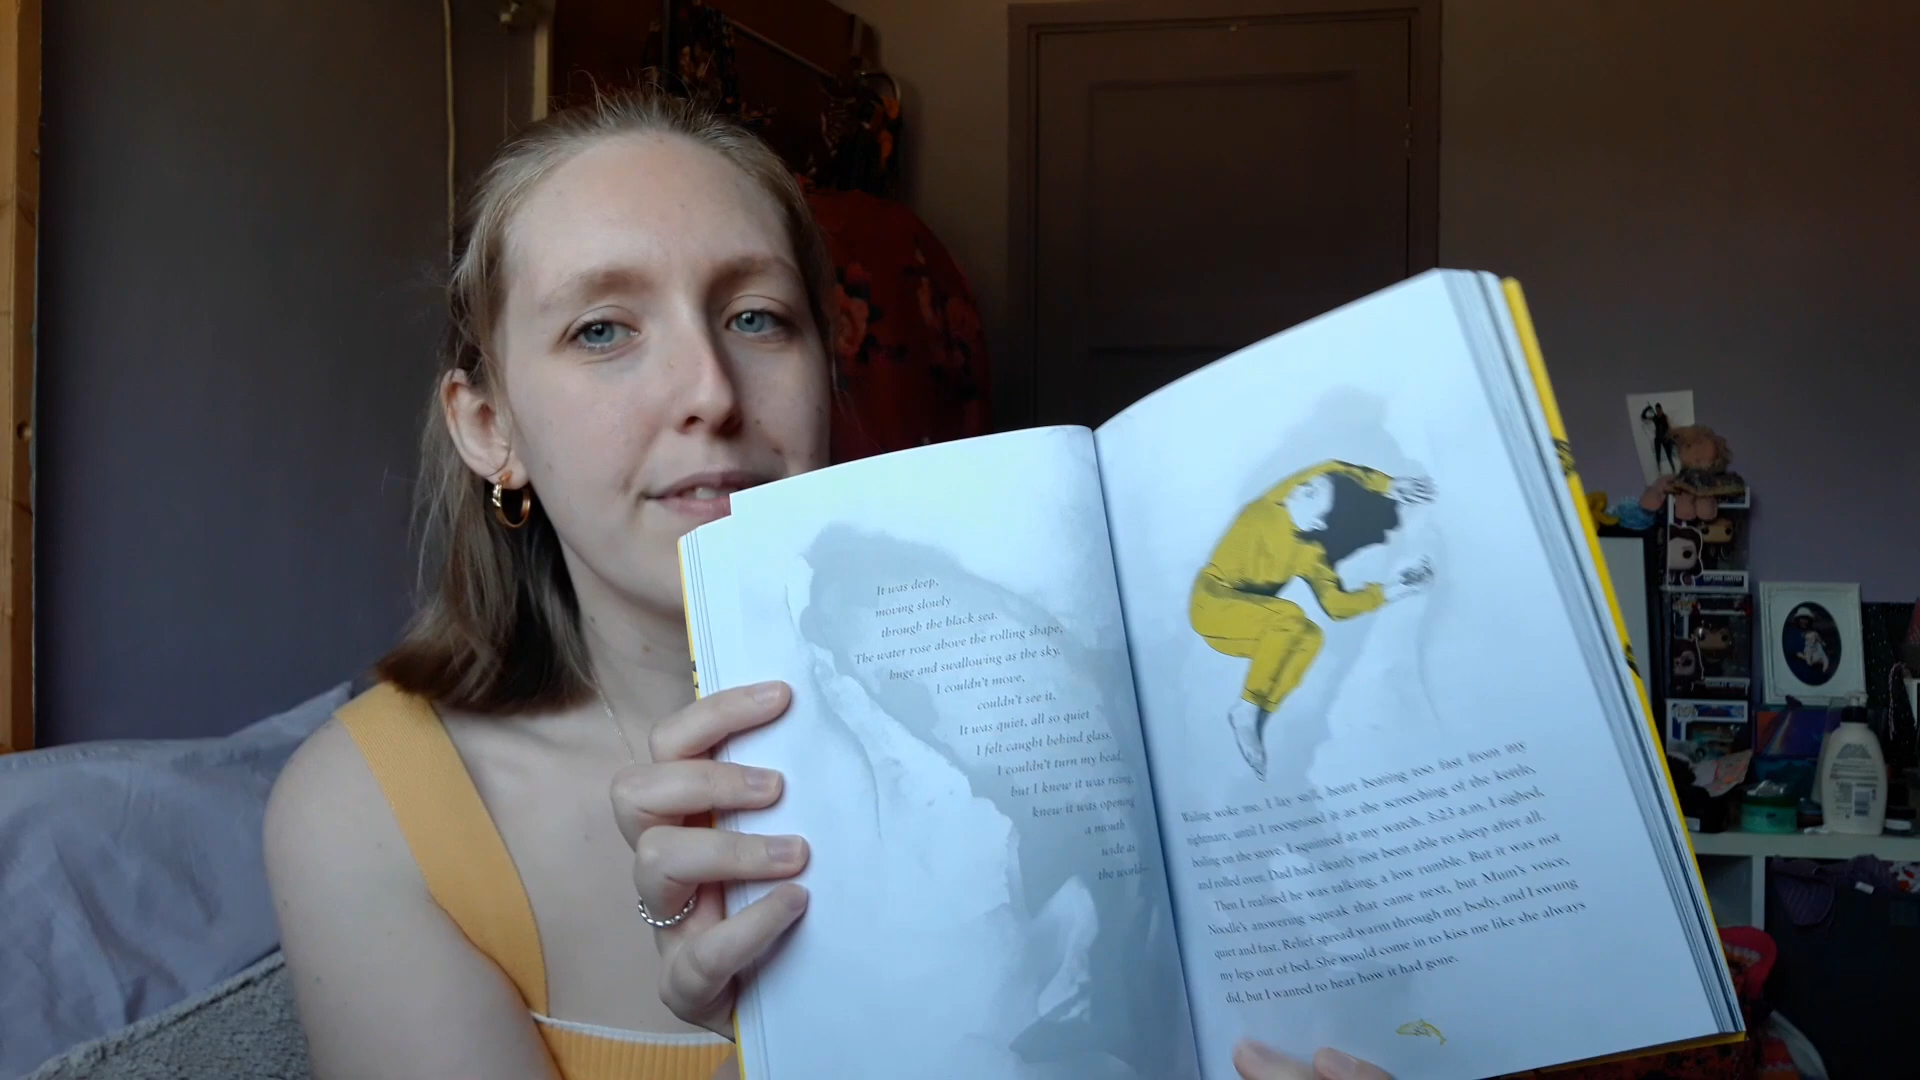 It was deep,
moving slowly
through the black sea.
The water rose above the rolling shape,
huge and swallowing as the sky.
I couldn't move,
couldn't see it.
It was quiet, all so quiet
I felt caught behind glass.
I couldn't turn my head,
but I knew it was rising,
knew it was opening
a mouth
wide as
the world—
Wailing woke me. I lay still, heart beating too fast from my
nightmare, until I recognised it as the screeching of the kettle,
boiling on the stove. I squinted at my watch. 3:23 a.m. I sighed,
and rolled over. Dad had clearly not been able to sleep after all.
Then I realised he was talking, a low rumble. But it was not
Noodle's answering squeak that came next, but Mum's voice,
quiet and fast. Relief spread warm through my body, and I swung
my legs out of bed. She would come in to kiss me like she always
did, but I wanted to hear how it had gone.
CAPTAIN CARTER